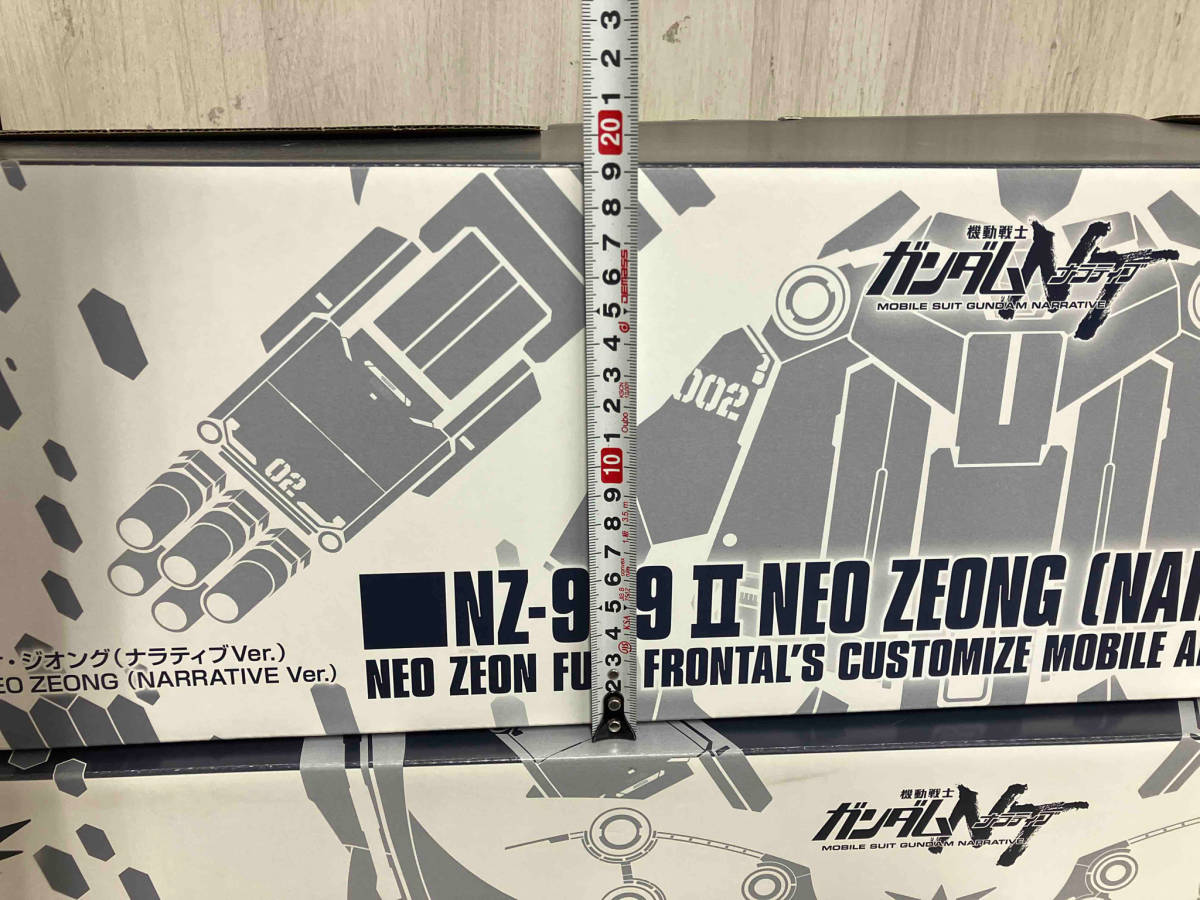 3
2
1
20
9
8
7
6
5
4
3
2
1
10
9
8
7
6
5
4
3
2
機動戦士
ガンダムNT
ナラティブ
MOBILE SUIT GUNDAM NARRATIVE
002
02
NZ-9 9 II NEO ZEONG (NAR
NEO ZEON FU FRONTAL'S CUSTOMIZE MOBILE A
・ジオング(ナラティブVer.)
EO ZEONG (NARRATIVE Ver.)
機動戦士
ガンダムNT
ナラティブ
MOBILE SUIT GUNDAM NARRATIVE